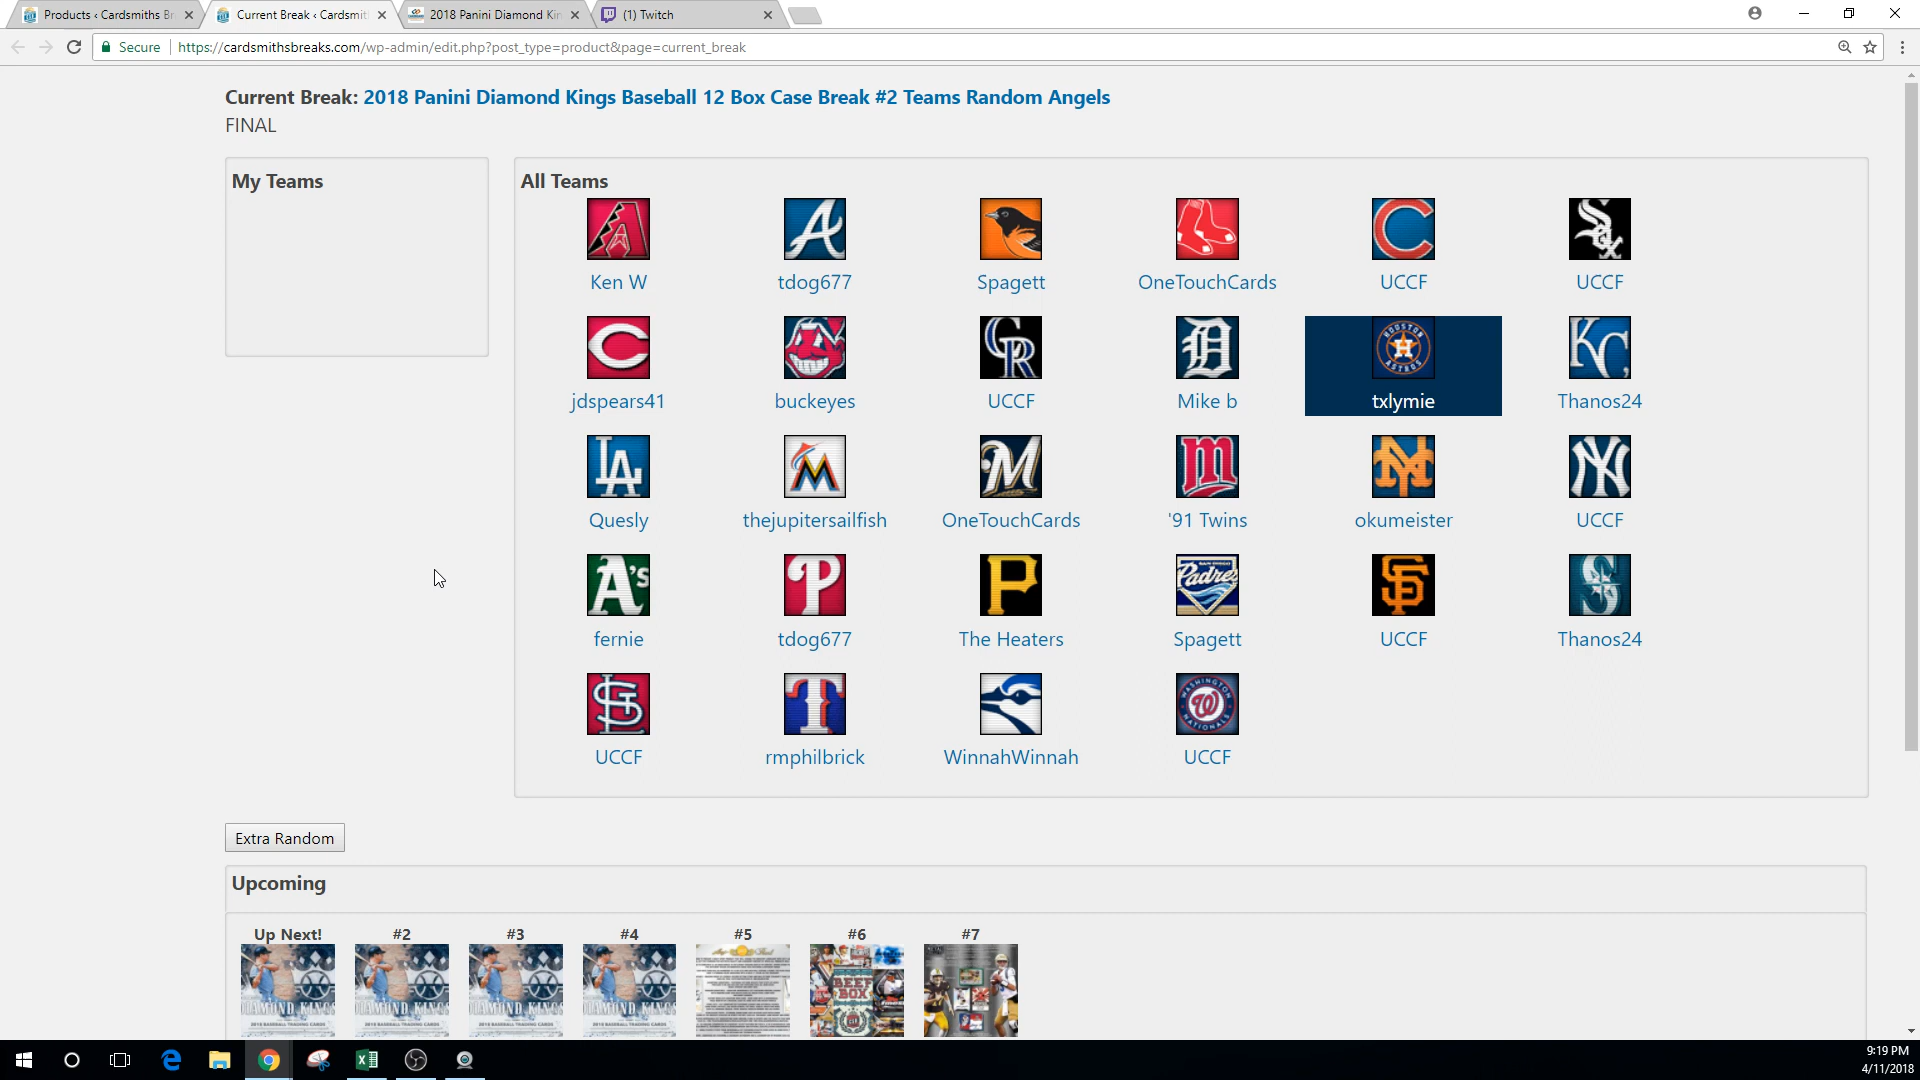 Products ‹ Cardsmiths Br
Current Break ‹ Cardsmit
2018 Panini Diamond Kin
(1) Twitch
Secure
https://cardsmithsbreaks.com/wp-admin/edit.php?post_type=product&page=current_break
Current Break: 2018 Panini Diamond Kings Baseball 12 Box Case Break #2 Teams Random Angels
FINAL
My Teams
All Teams
Ken W tdog677 Spagett OneTouchCards UCCF UCCF
jdspears41 buckeyes UCCF Mike b txlymie Thanos24
Quesly thejupitersailfish OneTouchCards '91 Twins okumeister UCCF
fernie tdog677 The Heaters Spagett UCCF Thanos24
UCCF rmphilbrick WinnahWinnah UCCF
Extra Random
Upcoming
Up Next! #2 #3 #4 #5 #6 #7
9:19 PM
4/11/2018